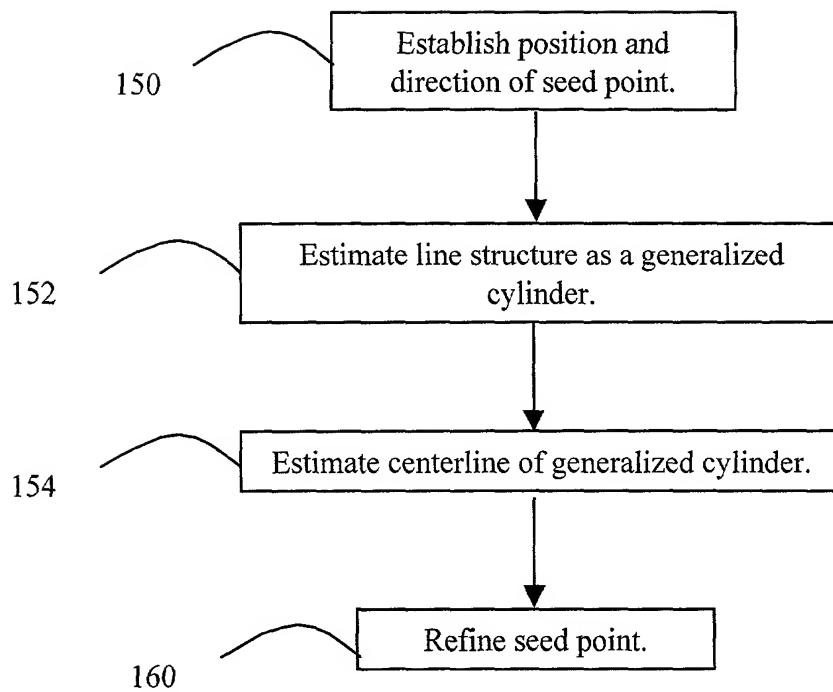 Establish position and
direction of seed point.
150
Estimate line structure as a generalized
cylinder.
152
Estimate centerline of generalized cylinder.
154
Refine seed point.
160